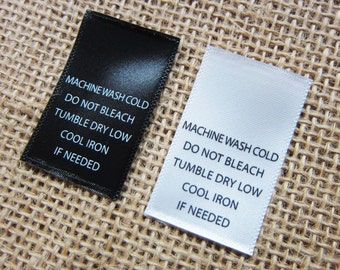 MACHINE WASH COLD
DO NOT BLEACH
TUMBLE DRY LOW
COOL IRON
IF NEEDED
MACHINE WASH COLD
DO NOT BLEACH
TUMBLE DRY LOW
COOL IRON
IF NEEDED